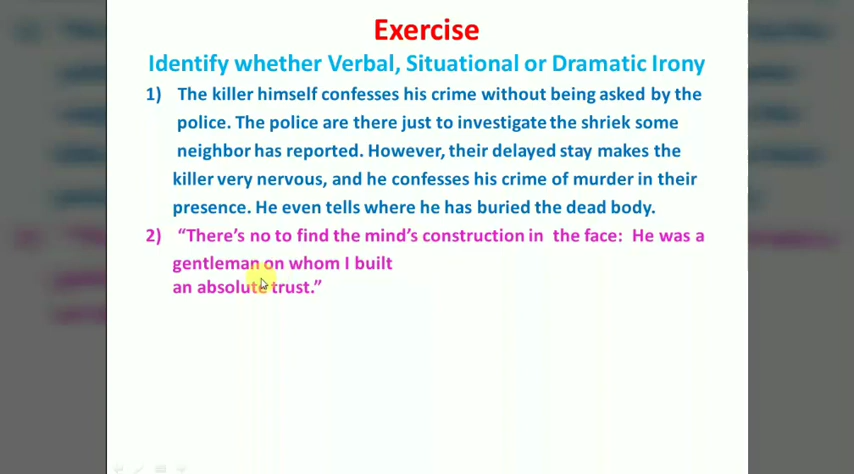 Exercise
Identify whether Verbal, Situational or Dramatic Irony
1) The killer himself confesses his crime without being asked by the
police. The police are there just to investigate the shriek some
neighbor has reported. However, their delayed stay makes the
killer very nervous, and he confesses his crime of murder in their
presence. He even tells where he has buried the dead body.
2) “There’s no to find the mind’s construction in the face: He was a
gentleman on whom I built
an absolute trust.”